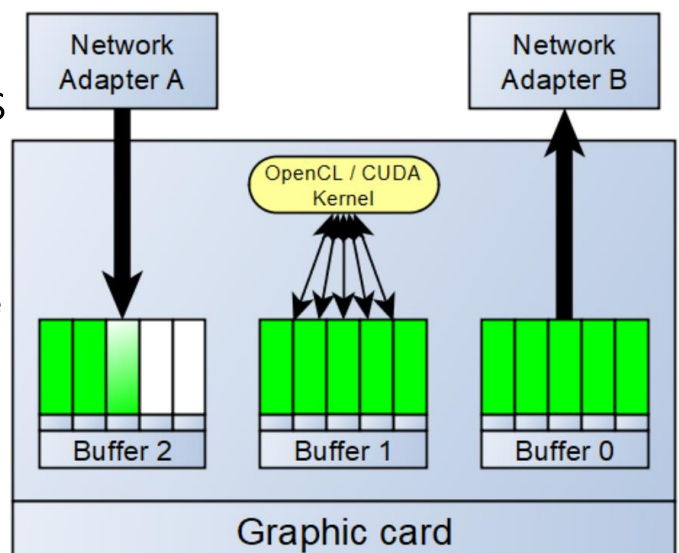 Network
Adapter A
Network
Adapter B
s
OpenCL / CUDA
Kernel
Buffer 2
Buffer 1
Buffer 0
Graphic card